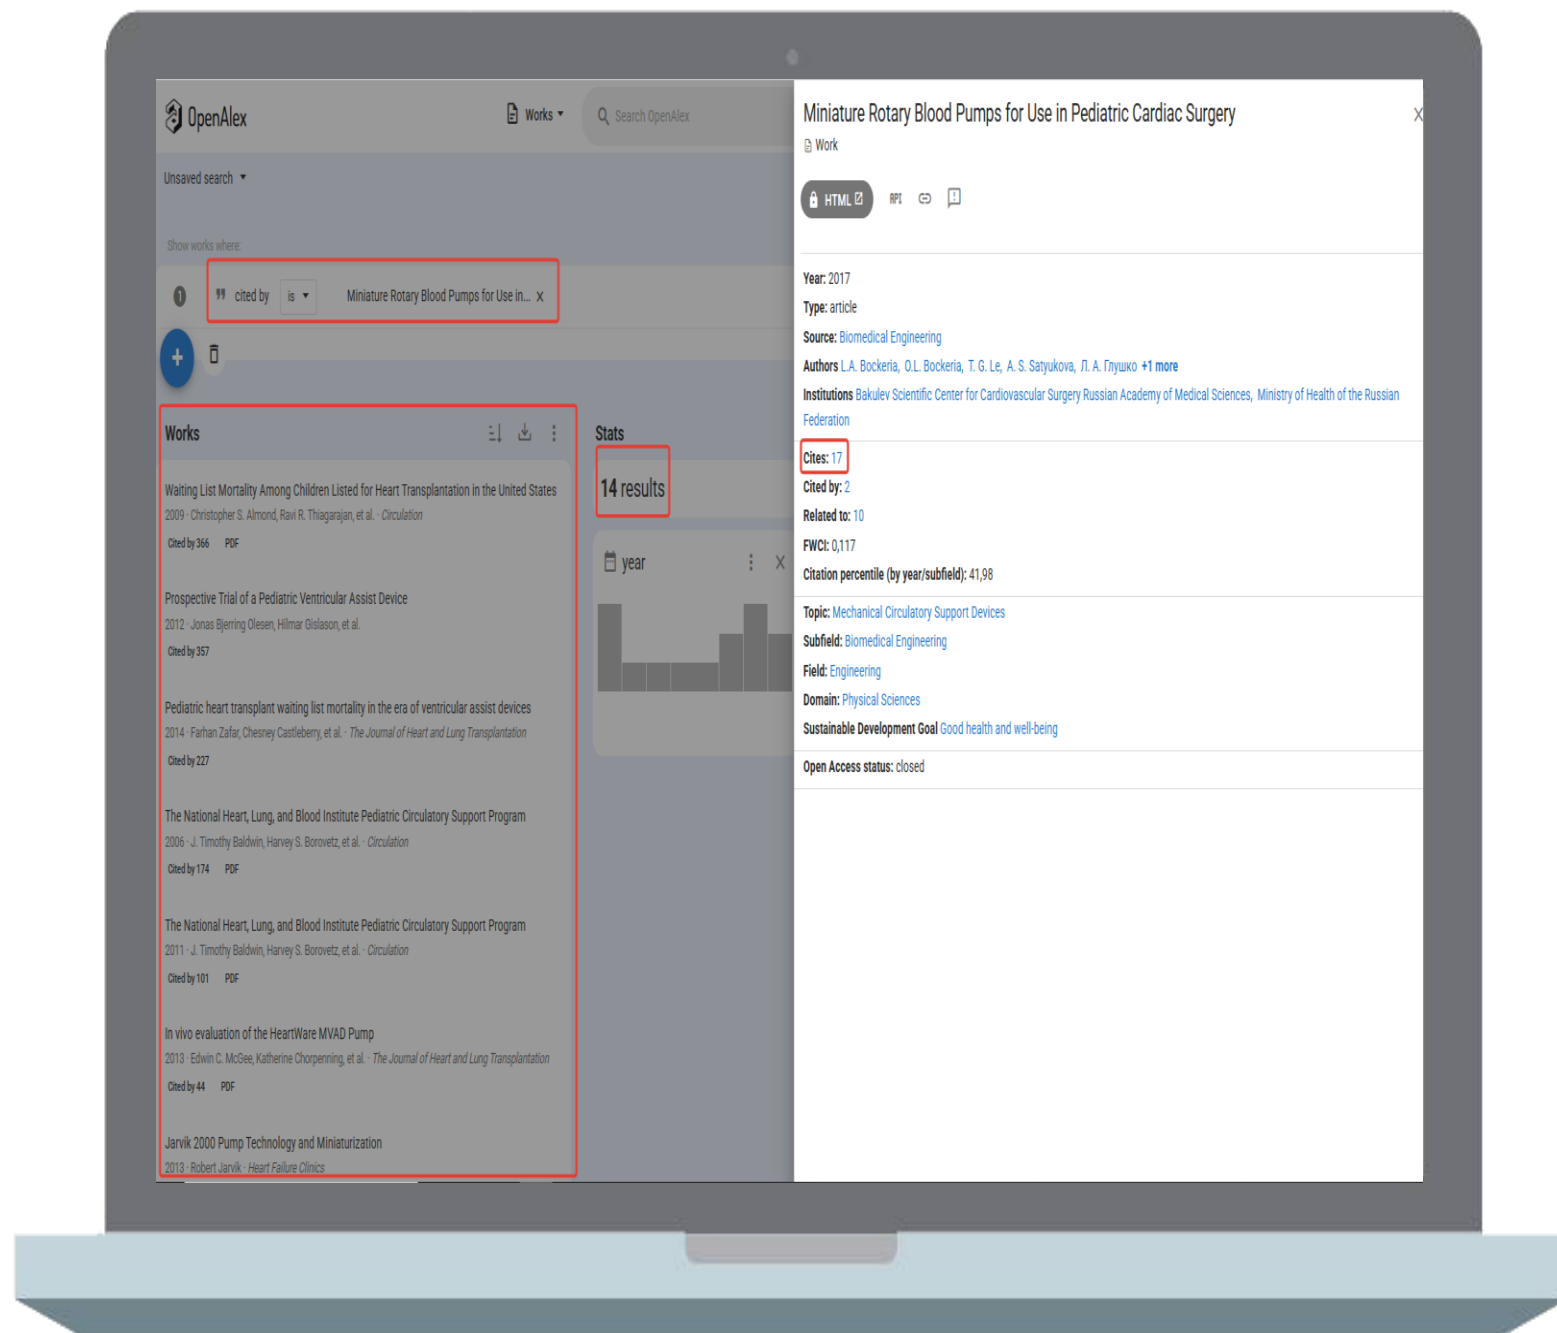 OpenAlex
Works
Search OpenAlex
Unsaved search
Show works where:
1
cited by is Miniature Rotary Blood Pumps for Use in... x
+
Works
Waiting List Mortality Among Children Listed for Heart Transplantation in the United States
2009 · Christopher S. Almond, Ravi R. Thiagarajan, et al. · Circulation
Cited by 366 PDF
Prospective Trial of a Pediatric Ventricular Assist Device
2012 · Jonas Bjerring Olesen, Hilmar Gislason, et al.
Cited by 357
Pediatric heart transplant waiting list mortality in the era of ventricular assist devices
2014 · Farhan Zafar, Chesney Castleberry, et al. · The Journal of Heart and Lung Transplantation
Cited by 227
The National Heart, Lung, and Blood Institute Pediatric Circulatory Support Program
2006 · J. Timothy Baldwin, Harvey S. Borovetz, et al. · Circulation
Cited by 174 PDF
The National Heart, Lung, and Blood Institute Pediatric Circulatory Support Program
2011 · J. Timothy Baldwin, Harvey S. Borovetz, et al. · Circulation
Cited by 101 PDF
In vivo evaluation of the HeartWare MVAD Pump
2013 · Edwin C. McGee, Katherine Chorpenning, et al. · The Journal of Heart and Lung Transplantation
Cited by 44 PDF
Jarvik 2000 Pump Technology and Miniaturization
2013 · Robert Jarvik · Heart Failure Clinics
Stats
14 results
year
Miniature Rotary Blood Pumps for Use in Pediatric Cardiac Surgery
Work
HTML API
Year: 2017
Type: article
Source: Biomedical Engineering
Authors L.A. Bockeria, O.L. Bockeria, T. G. Le, A. S. Satyukova, Л. А. Глушко +1 more
Institutions Bakulev Scientific Center for Cardiovascular Surgery Russian Academy of Medical Sciences, Ministry of Health of the Russian
Federation
Cites: 17
Cited by: 2
Related to: 10
FWCI: 0,117
Citation percentile (by year/subfield): 41,98
Topic: Mechanical Circulatory Support Devices
Subfield: Biomedical Engineering
Field: Engineering
Domain: Physical Sciences
Sustainable Development Goal Good health and well-being
Open Access status: closed